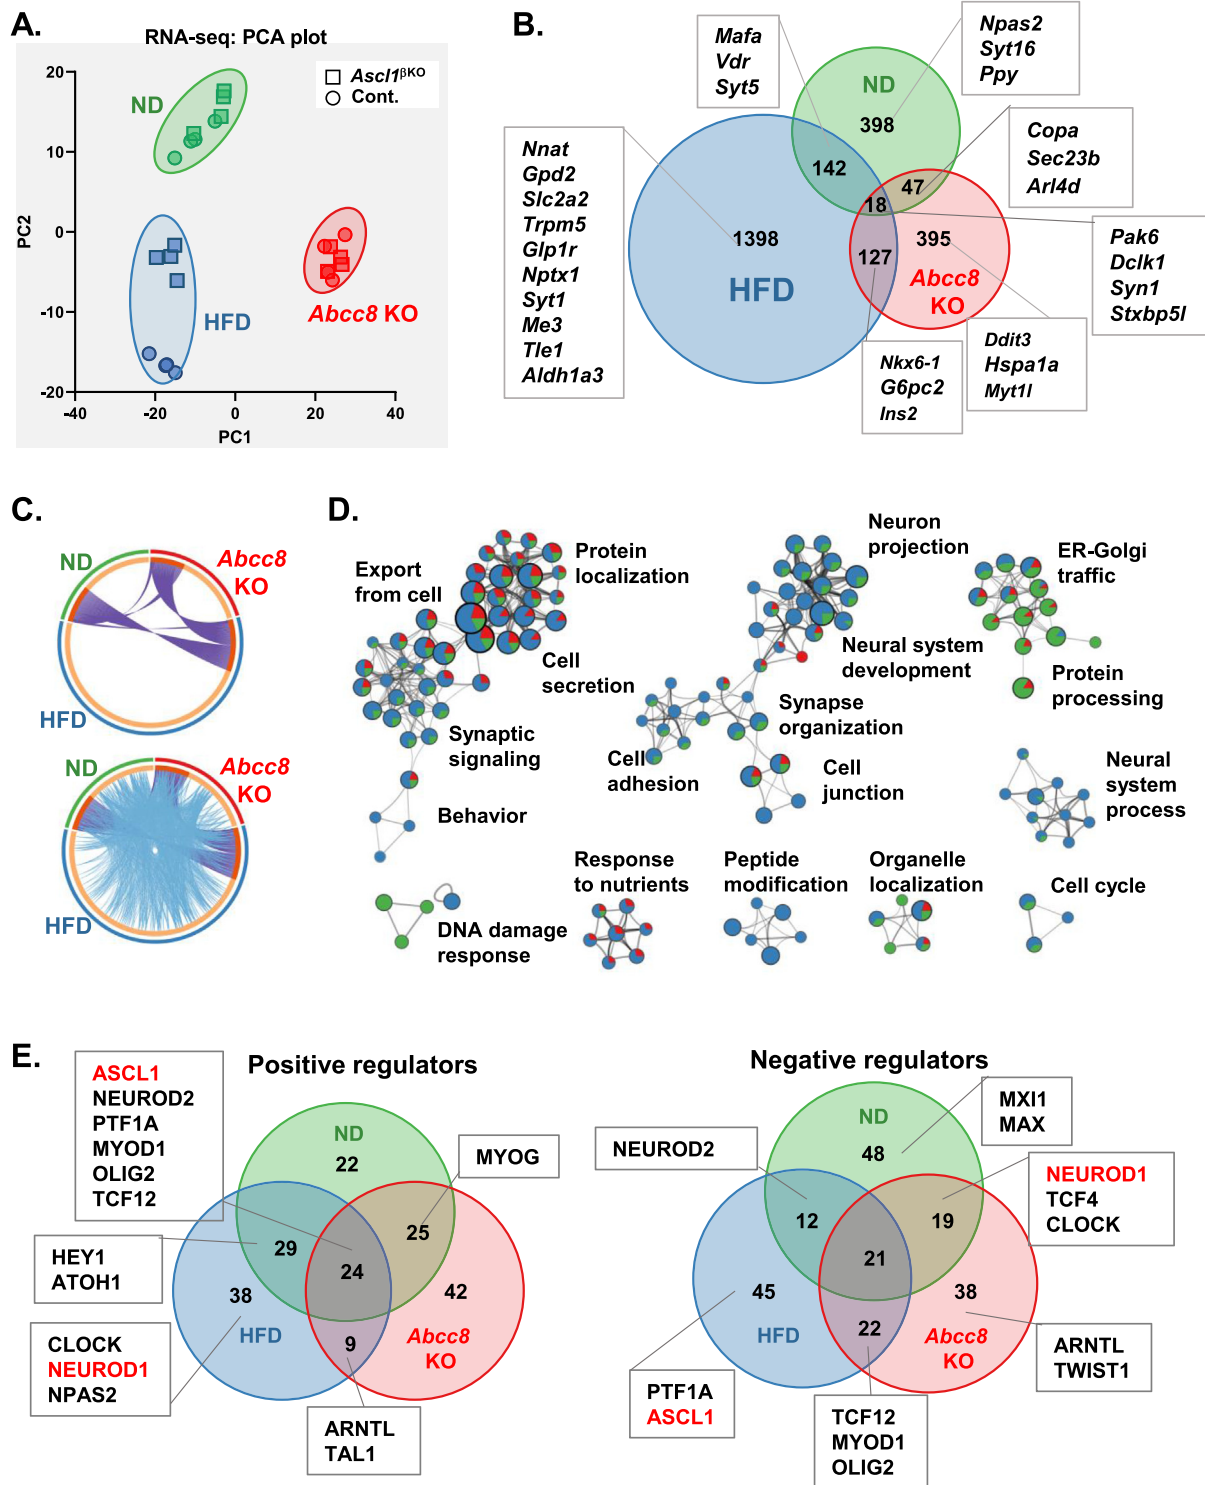 A.
RNA-seq: PCA plot
Ascl1βKO
Cont.
ND
HFD
Abcc8 KO
20
10
0
-10
-20
PC2
-40
-20
0
20
40
PC1
B.
Mafa
Vdr
Syt5
Npas2
Syt16
Ppy
Nnat
Gpd2
Slc2a2
Trpm5
Glp1r
Nptx1
Syt1
Me3
Tle1
Aldh1a3
Copa
Sec23b
Arl4d
Pak6
Dclk1
Syn1
Stxbp5l
Nkx6-1
G6pc2
Ins2
Ddit3
Hspa1a
Myt1l
ND
398
142
47
18
1398
HFD
127
395
Abcc8
KO
C.
ND
Abcc8
KO
HFD
ND
Abcc8
KO
HFD
D.
Export
from cell
Protein
localization
Cell
secretion
Synaptic
signaling
Behavior
Neuron
projection
Neural system
development
Synapse
organization
Cell
adhesion
Cell
junction
ER-Golgi
traffic
Protein
processing
Neural
system
process
DNA damage
response
Response
to nutrients
Peptide
modification
Organelle
localization
Cell cycle
E.
Positive regulators
ASCL1
NEUROD2
PTF1A
MYOD1
OLIG2
TCF12
HEY1
ATOH1
CLOCK
NEUROD1
NPAS2
MYOG
ARNTL
TAL1
ND
22
29
25
24
38
HFD
9
42
Abcc8
KO
Negative regulators
NEUROD2
MXI1
MAX
NEUROD1
TCF4
CLOCK
ARNTL
TWIST1
PTF1A
ASCL1
TCF12
MYOD1
OLIG2
ND
48
12
19
21
45
HFD
22
38
Abcc8
KO